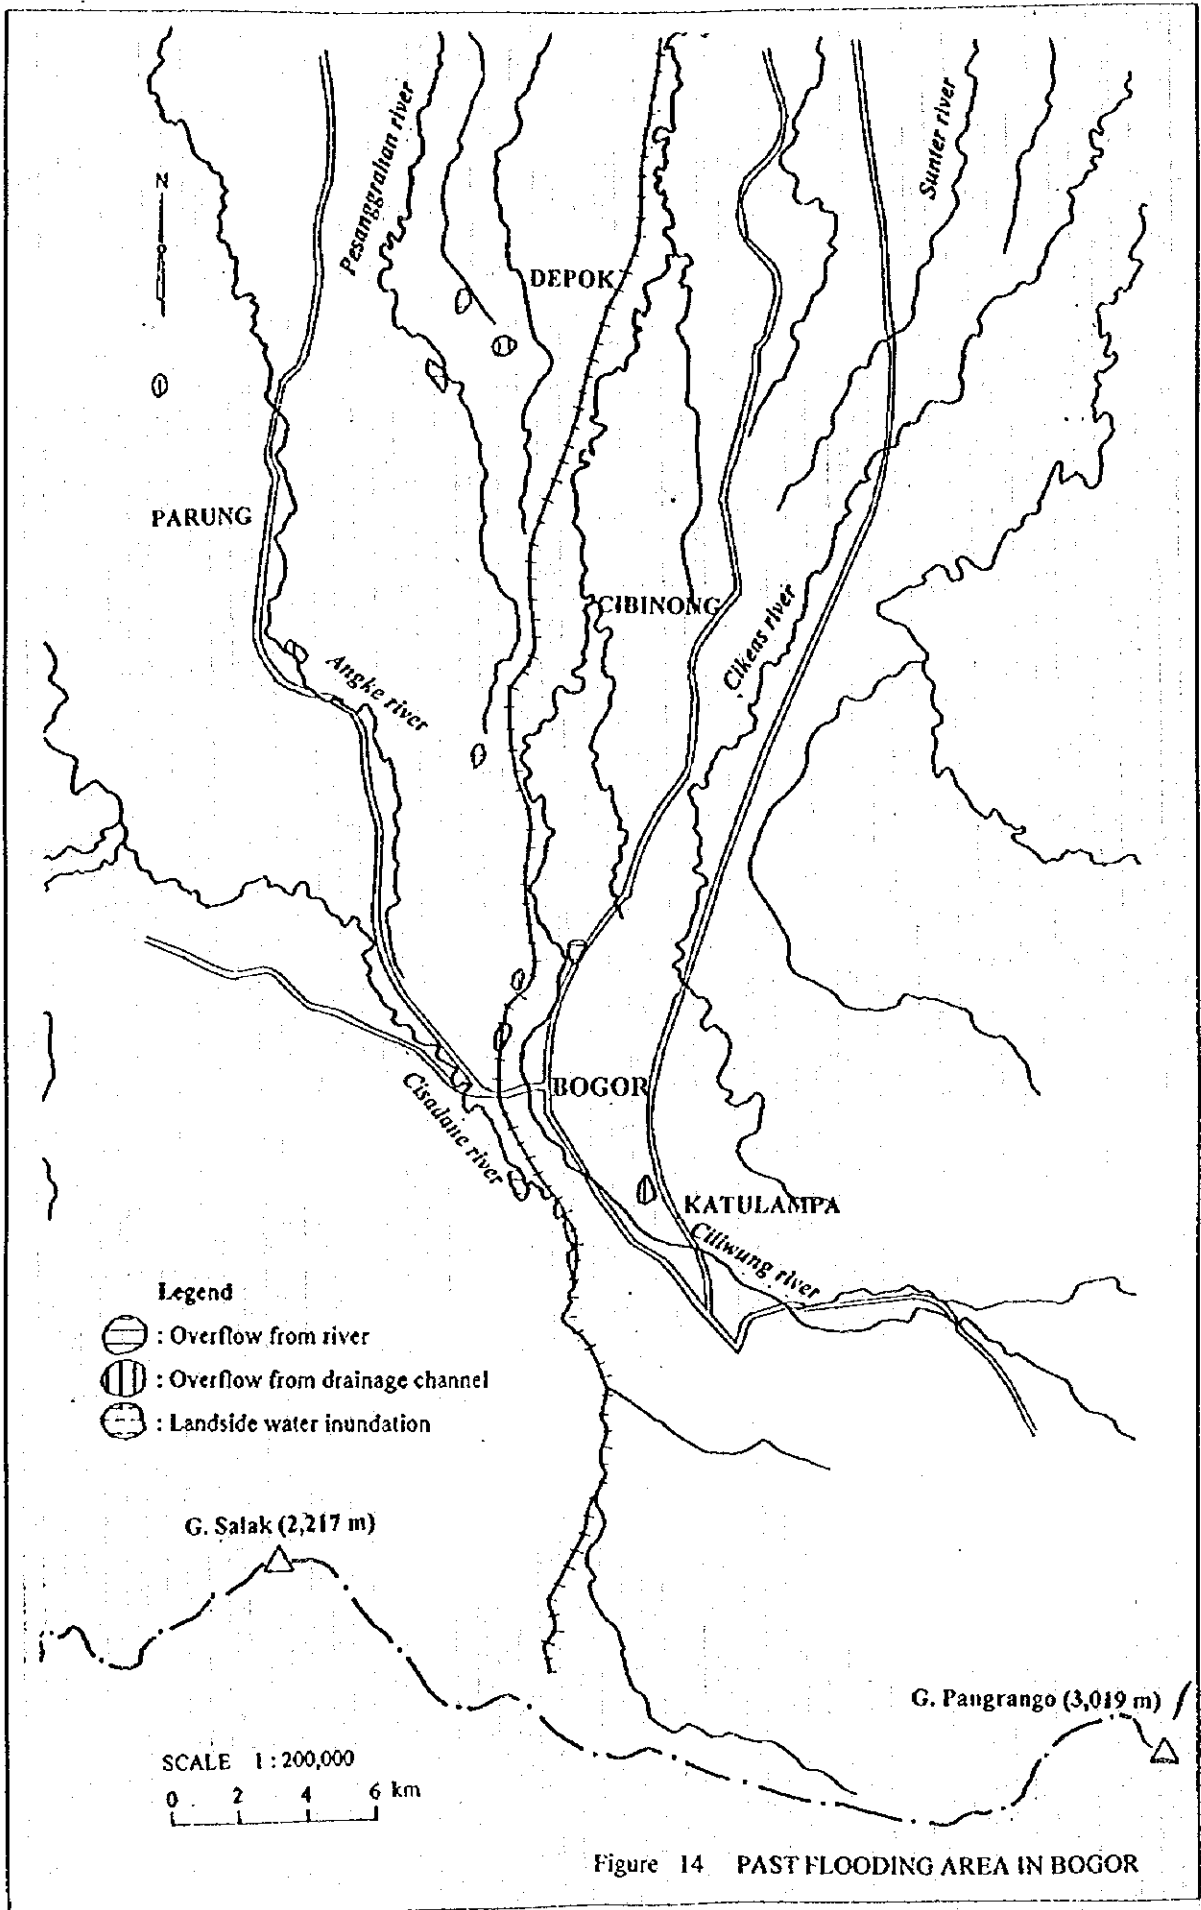 Pesanggrahan river
Sunter river
N
DEPOK
PARUNG
CIBINONG
Cikeas river
Angke river
BOGOR
Cisadane river
KATULAMPA
Ciliwung river
Legend
: Overflow from river
: Overflow from drainage channel
: Landside water inundation
G. Salak (2,217 m)
G. Pangrango (3,019 m)
SCALE 1 : 200,000
0 2 4 6 km
Figure 14 PAST FLOODING AREA IN BOGOR